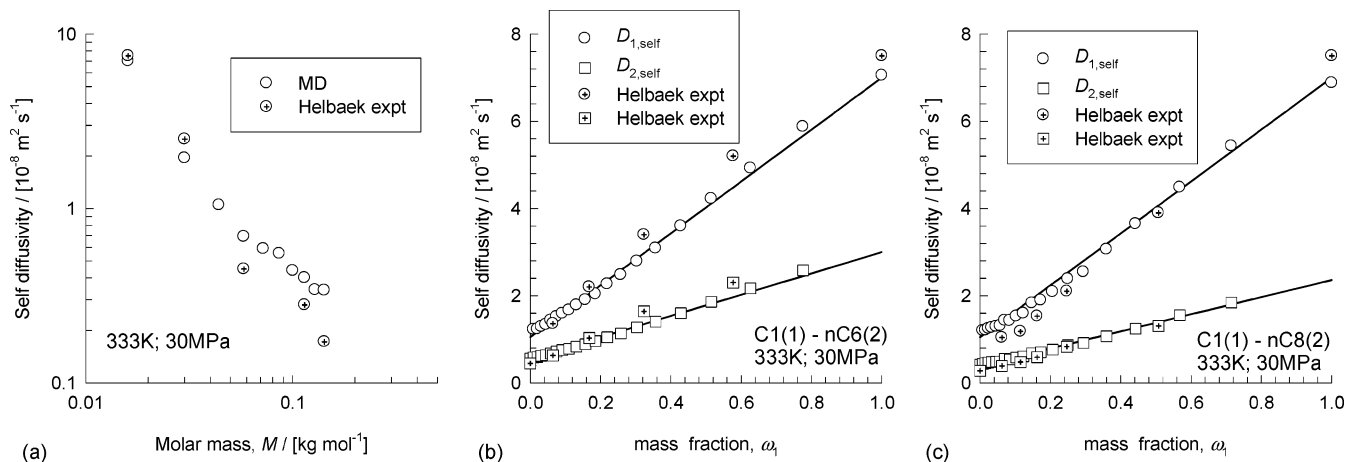 10
1
0.1
0.01
0.1
Self diffusivity / [10⁻⁸ m² s⁻¹]
MD
Helbaek expt
333K; 30MPa
(a)
Molar mass, M / [kg mol⁻¹]
8
6
4
2
0
0.0
0.2
0.4
0.6
0.8
1.0
Self diffusivity / [10⁻⁸ m² s⁻¹]
D₁,self
D₂,self
Helbaek expt
Helbaek expt
C1(1) - nC6(2)
333K; 30MPa
(b)
mass fraction, ω₁
8
6
4
2
0
0.0
0.2
0.4
0.6
0.8
1.0
Self diffusivity / [10⁻⁸ m² s⁻¹]
D₁,self
D₂,self
Helbaek expt
Helbaek expt
C1(1) - nC8(2)
333K; 30MPa
(c)
mass fraction, ω₁